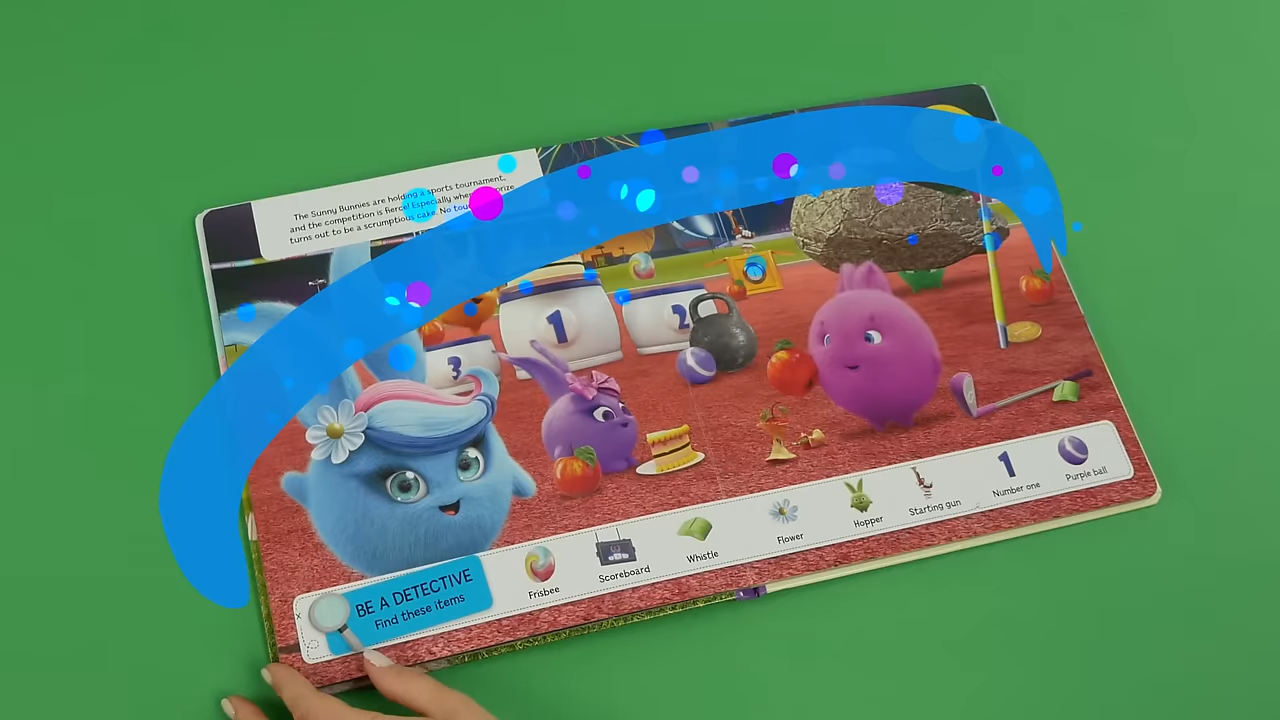 The Sunny Bunnies are holding a sports tournament,
and the competition is fierce! Especially when
turns out to be a scrumptious cake. No
1
2
3
BE A DETECTIVE
Find these items
Frisbee
Scoreboard
Whistle
Flower
Hopper
Starting gun
1
Number one
Purple ball